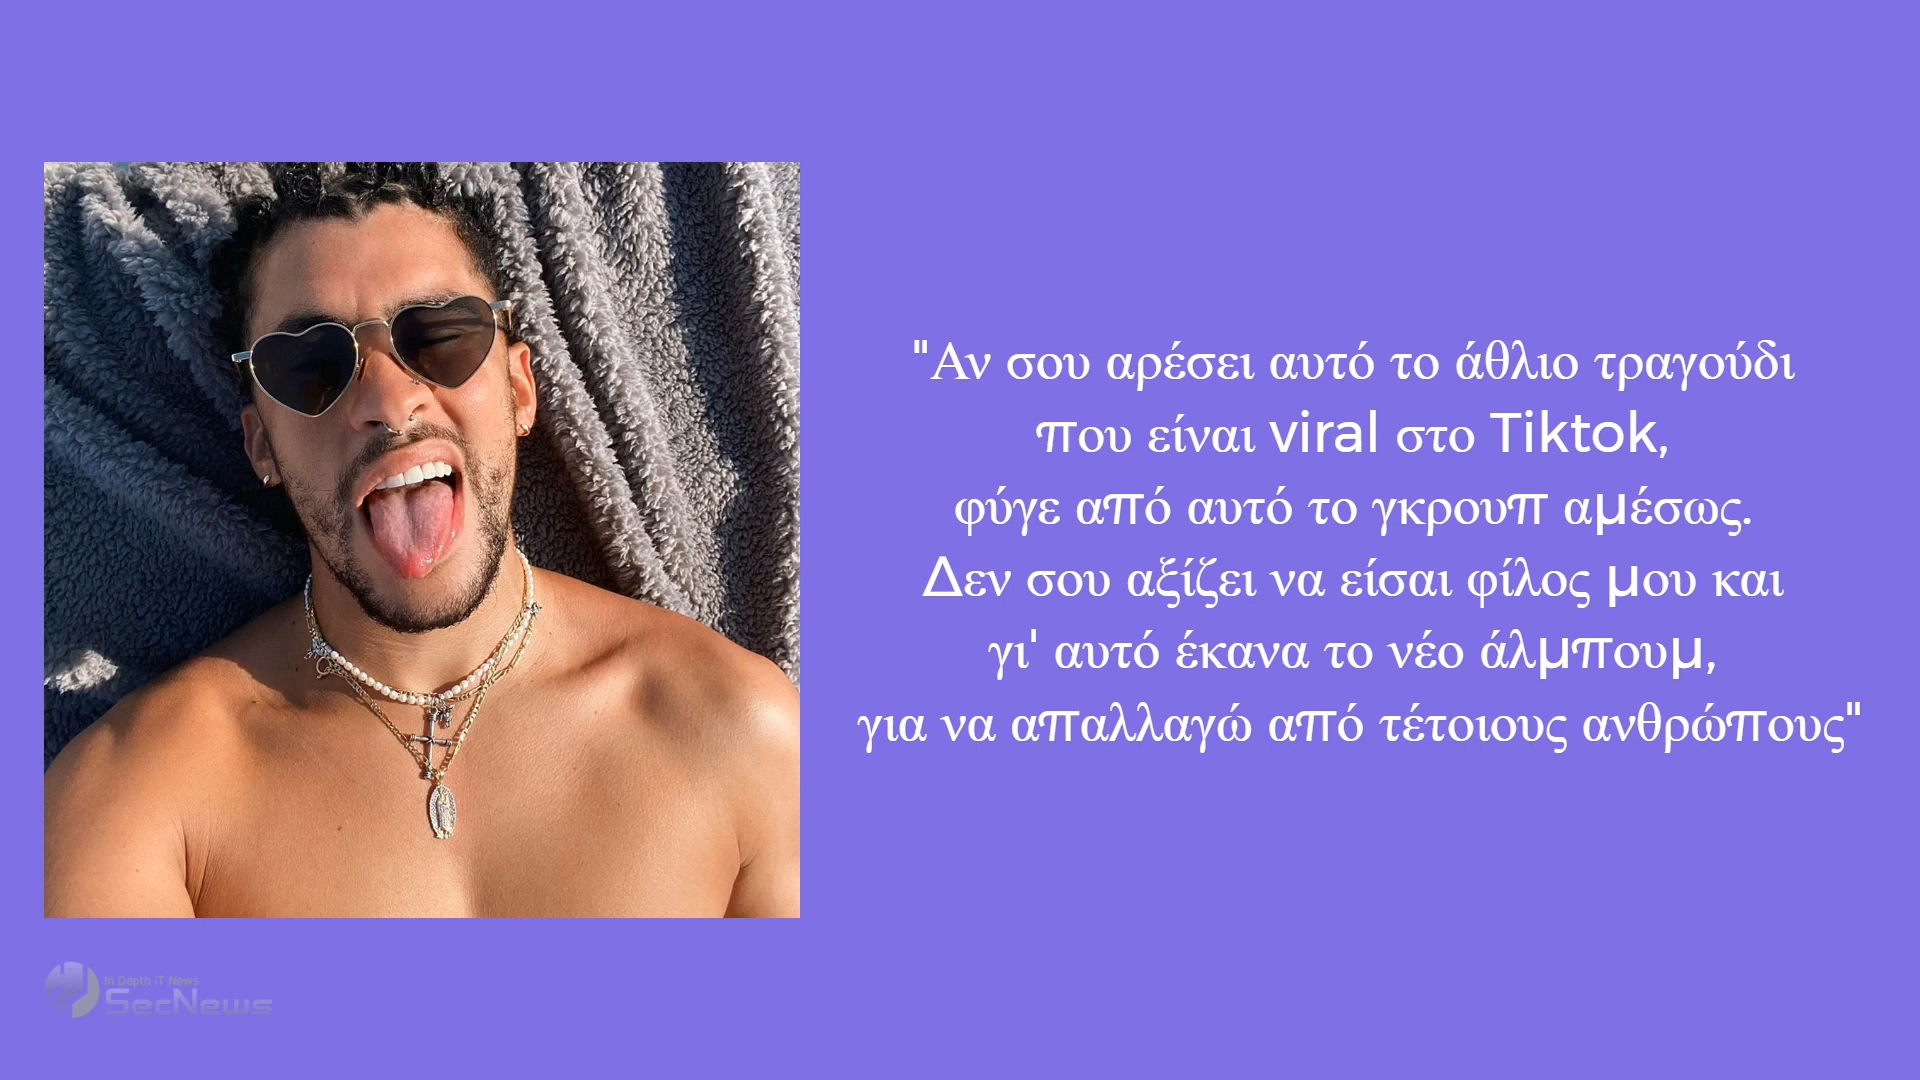 "Αν σου αρέσει αυτό το άθλιο τραγούδι
που είναι viral στο Tiktok,
φύγε από αυτό το γκρουπ αμέσως.
Δεν σου αξίζει να είσαι φίλος μου και
γι' αυτό έκανα το νέο άλμπουμ,
για να απαλλαγώ από τέτοιους ανθρώπους"
In Depth IT News
SecNews